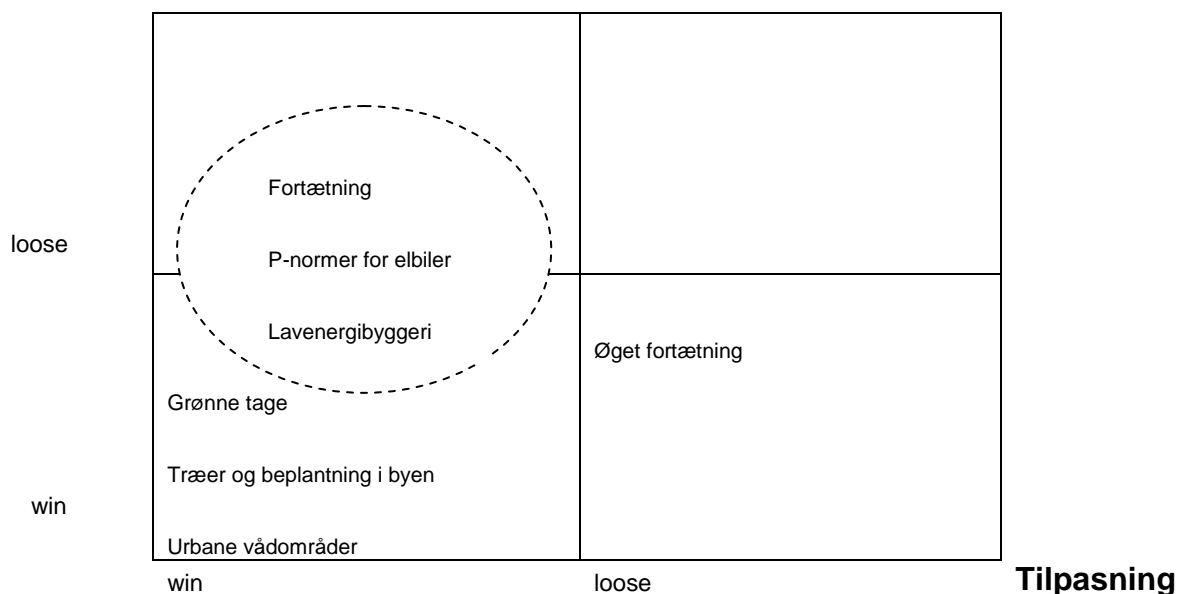 Fortætning
loose
P-normer for elbiler
Lavenergibyggeri
Øget fortætning
Grønne tage
Træer og beplantning i byen
win
Urbane vådområder
win
loose
Tilpasning